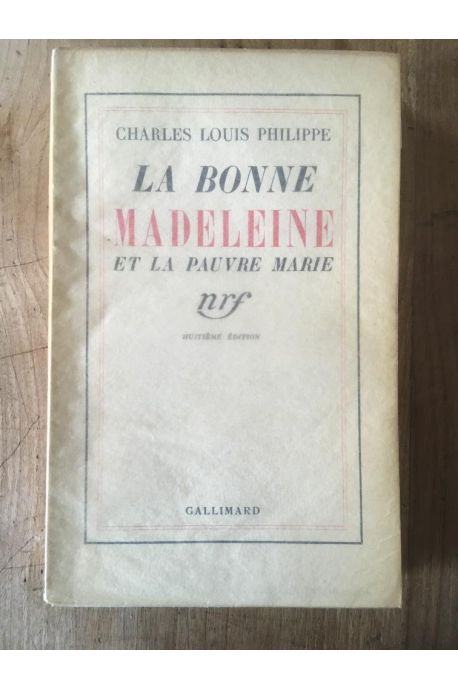 CHARLES LOUIS PHILIPPE
LA BONNE
MADELEINE
ET LA PAUVRE MARIE
nrf
HUITIÈME ÉDITION
GALLIMARD